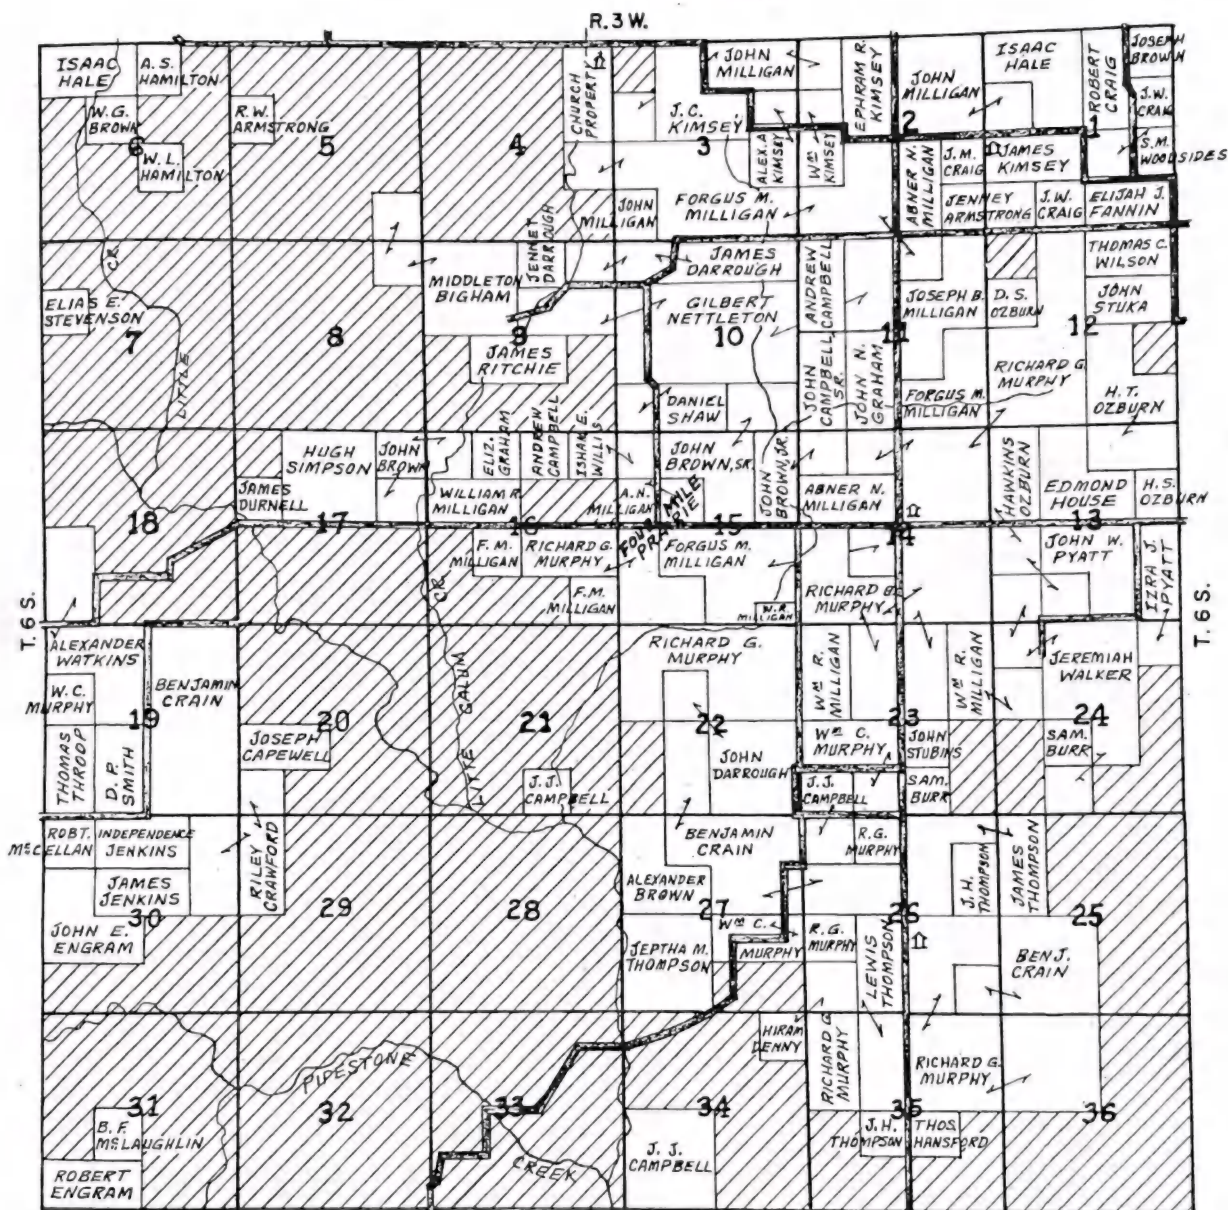 R. 3 W.
ISAAC
HALE
A. S.
HAMILTON
W. G.
BROWN
6
W. L.
HAMILTON
R. W.
ARMSTRONG
5
4
CHURCH
PROPERTY
JOHN
MILLIGAN
J. C.
KIMSEY
3
ALEX. A
KIMSEY
Wm
KIMSEY
EPHRAM R.
KIMSEY
JOHN
MILLIGAN
FORGUS M.
MILLIGAN
JOHN
MILLIGAN
2
ISAAC
HALE
ROBERT
CRAIG
JOSEPH
BROWN
J. W.
CRAIG
1
S. M.
WOODSIDES
ABNER N.
MILLIGAN
J. M.
CRAIG
JAMES
KIMSEY
JENNEY
ARMSTRONG
J. W.
CRAIG
ELIJAH J.
FANNIN
CR.
LITTLE
ELIAS E.
STEVENSON
7
8
MIDDLETON
BIGHAM
JENNEY
DARROUGH
9
JAMES
RITCHIE
JAMES
DARROUGH
GILBERT
NETTLETON
10
DANIEL
SHAW
ANDREW
CAMPBELL
JOHN
CAMPBELL
SR.
JOHN N.
GRAHAM
11
JOSEPH B.
MILLIGAN
D. S.
OZBURN
FORGUS M.
MILLIGAN
THOMAS C.
WILSON
JOHN
STUKA
12
RICHARD G.
MURPHY
H. T.
OZBURN
18
JAMES
DURNELL
HUGH
SIMPSON
JOHN
BROWN
17
ELIZ.
GRAHAM
ANDREW
CAMPBELL
ISHAM E.
WILLIS
WILLIAM R.
MILLIGAN
16
A. N.
MILLIGAN
F. M.
MILLIGAN
RICHARD G.
MURPHY
F. M.
MILLIGAN
JOHN
BROWN, SR.
JOHN
BROWN, JR.
FOUR MILE
PRAIRIE
15
FORGUS M.
MILLIGAN
W. R.
MILLIGAN
ABNER N.
MILLIGAN
14
RICHARD G.
MURPHY
HAWKINS
OZBURN
EDMOND
HOUSE
H. S.
OZBURN
13
JOHN W.
PYATT
IZRA J.
PYATT
T. 6 S.
T. 6 S.
ALEXANDER
WATKINS
W. C.
MURPHY
19
BENJAMIN
CRAIN
THOMAS
THROOP
D. P.
SMITH
20
JOSEPH
CAPEWELL
CR.
LITTE GALUM
21
J. J.
CAMPBELL
RICHARD G.
MURPHY
22
JOHN
DARROUGH
Wm R.
MILLIGAN
23
Wm C.
MURPHY
J. J.
CAMPBELL
Wm R.
MILLIGAN
JOHN
STUBINS
SAM.
BURR
JEREMIAH
WALKER
24
SAM.
BURR
ROBT.
McCELLAN
INDEPENDENCE
JENKINS
JAMES
JENKINS
30
JOHN E.
ENGRAM
RILEY
CRAWFORD
29
28
BENJAMIN
CRAIN
ALEXANDER
BROWN
27
Wm C.
MURPHY
JEPTHA M.
THOMPSON
R. G.
MURPHY
26
R. G.
MURPHY
LEWIS
THOMPSON
J. H.
THOMPSON
JAMES
THOMPSON
25
BENJ.
CRAIN
31
B. F.
McLAUGHLIN
ROBERT
ENGRAM
32
PIPESTONE
33
CREEK
HIRAM
DENNY
34
J. J.
CAMPBELL
RICHARD G.
MURPHY
35
J. H.
THOMPSON
THOS.
HANSFORD
RICHARD G.
MURPHY
36